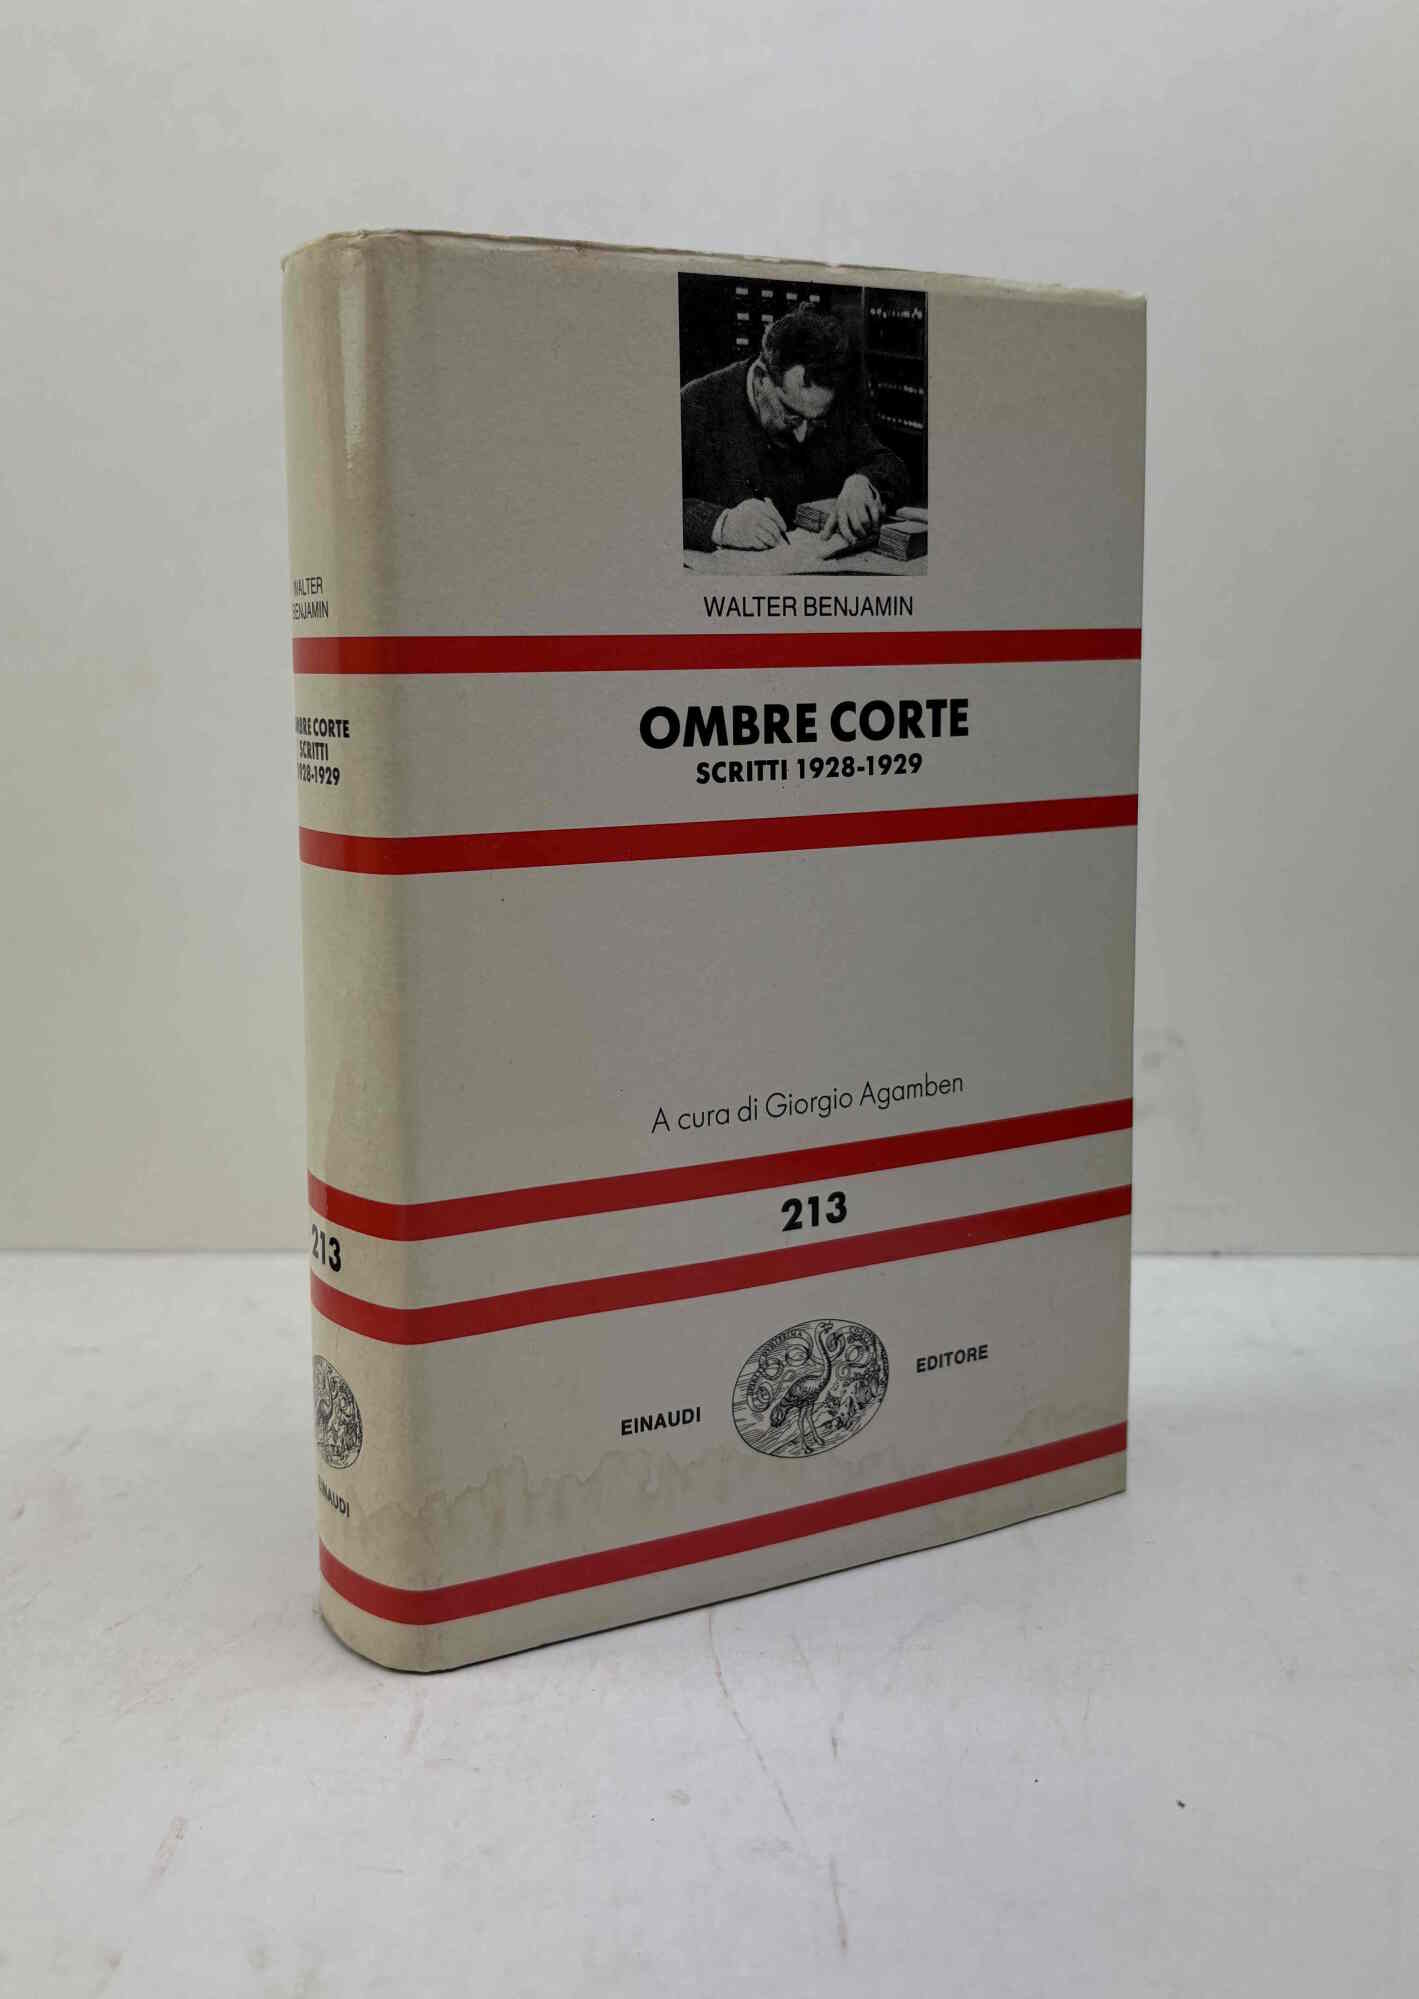 WALTER BENJAMIN
OMBRE CORTE
SCRITTI 1928-1929
A cura di Giorgio Agamben
213
EINAUDI
EDITORE
WALTER
BENJAMIN
OMBRE CORTE
SCRITTI
1928-1929
213
EINAUDI